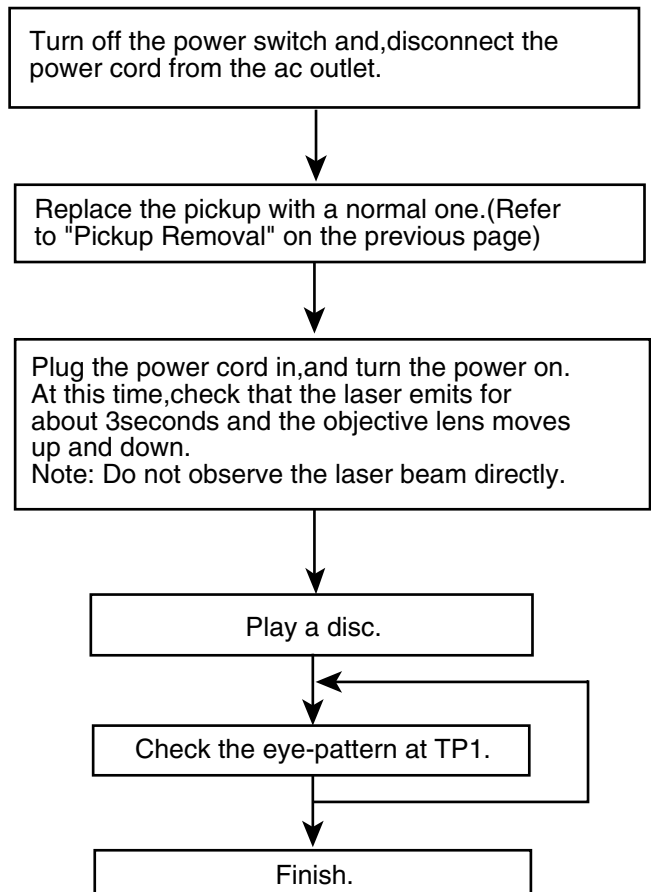 Turn off the power switch and,disconnect the
power cord from the ac outlet.
Replace the pickup with a normal one.(Refer
to "Pickup Removal" on the previous page)
Plug the power cord in,and turn the power on.
At this time,check that the laser emits for
about 3seconds and the objective lens moves
up and down.
Note: Do not observe the laser beam directly.
Play a disc.
Check the eye-pattern at TP1.
Finish.